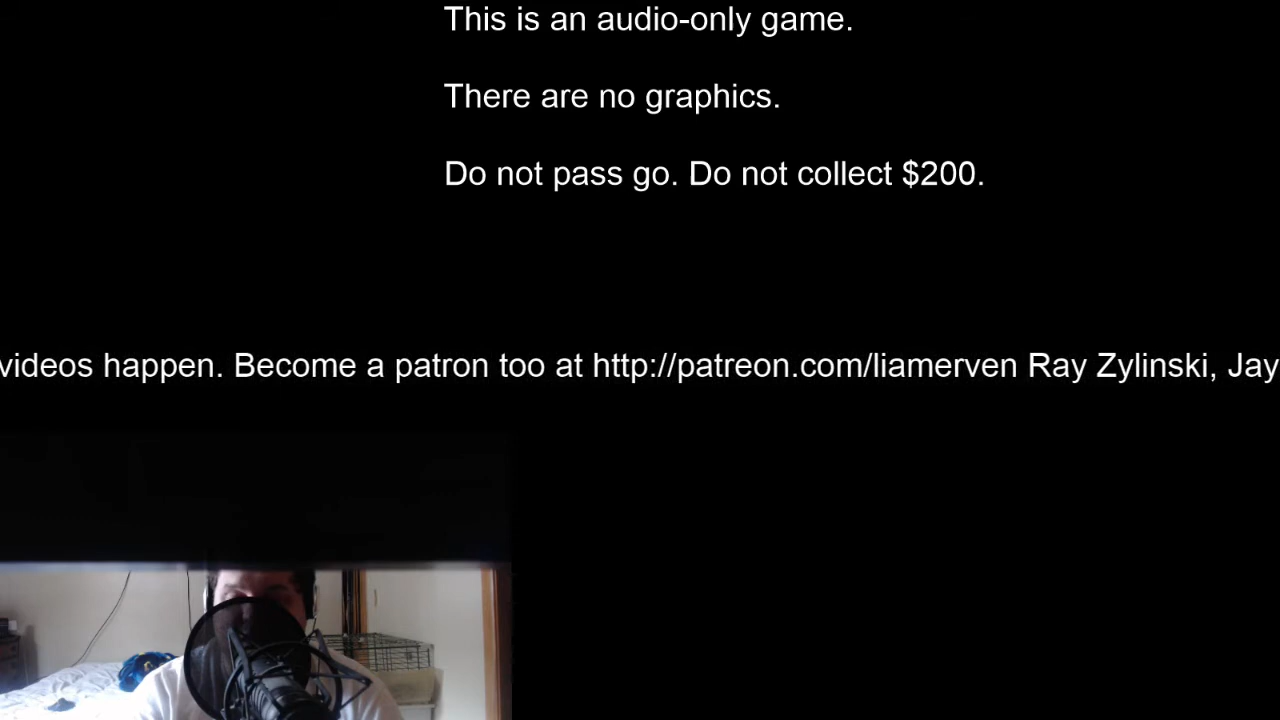 This is an audio-only game.
There are no graphics.
Do not pass go. Do not collect $200.
videos happen. Become a patron too at http://patreon.com/liamerven Ray Zylinski, Jay